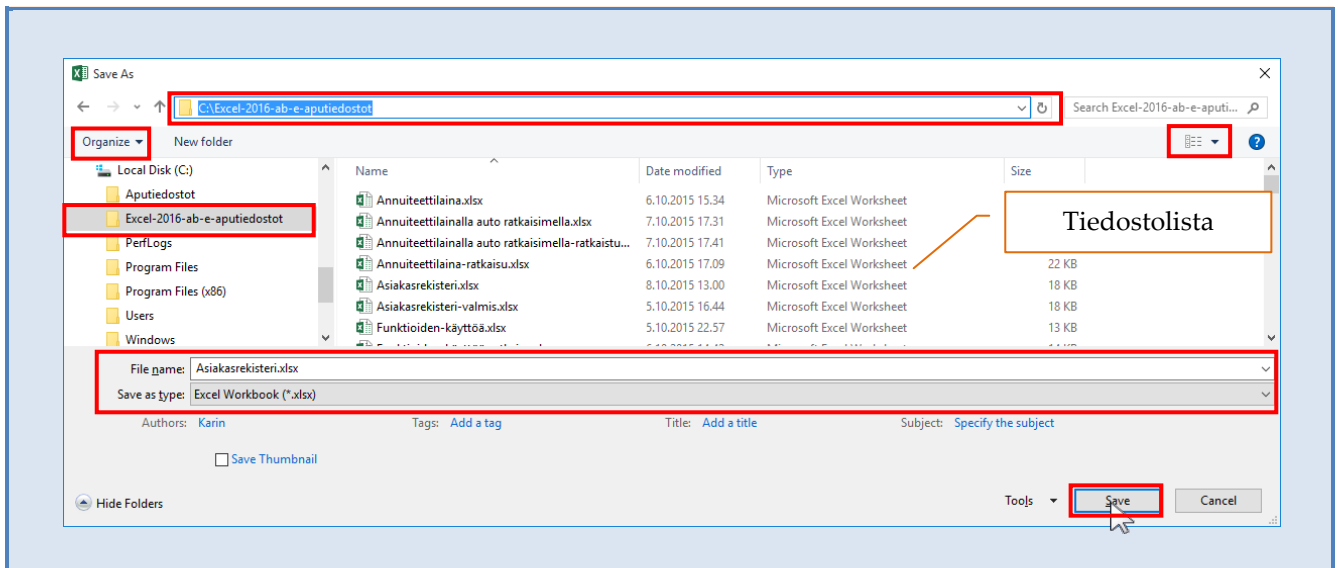 Save As
C:\Excel-2016-ab-e-aputiedostot
Search Excel-2016-ab-e-aputi...
Organize
New folder
Local Disk (C:)
Aputiedostot
Excel-2016-ab-e-aputiedostot
PerfLogs
Program Files
Program Files (x86)
Users
Windows
Name Date modified Type Size
Annuiteettilaina.xlsx 6.10.2015 15.34 Microsoft Excel Worksheet
Annuiteettilainalla auto ratkaisimella.xlsx 7.10.2015 17.31 Microsoft Excel Worksheet
Annuiteettilainalla auto ratkaisimella-ratkaistu... 7.10.2015 17.41 Microsoft Excel Worksheet
Annuiteettilaina-ratkaisu.xlsx 6.10.2015 17.09 Microsoft Excel Worksheet 22 KB
Asiakasrekisteri.xlsx 8.10.2015 13.00 Microsoft Excel Worksheet 18 KB
Asiakasrekisteri-valmis.xlsx 5.10.2015 16.44 Microsoft Excel Worksheet 18 KB
Funktioiden-käyttöä.xlsx 5.10.2015 22.57 Microsoft Excel Worksheet 13 KB
Tiedostolista
File name: Asiakasrekisteri.xlsx
Save as type: Excel Workbook (*.xlsx)
Authors: Karin Tags: Add a tag Title: Add a title Subject: Specify the subject
Save Thumbnail
Hide Folders
Tools Save Cancel